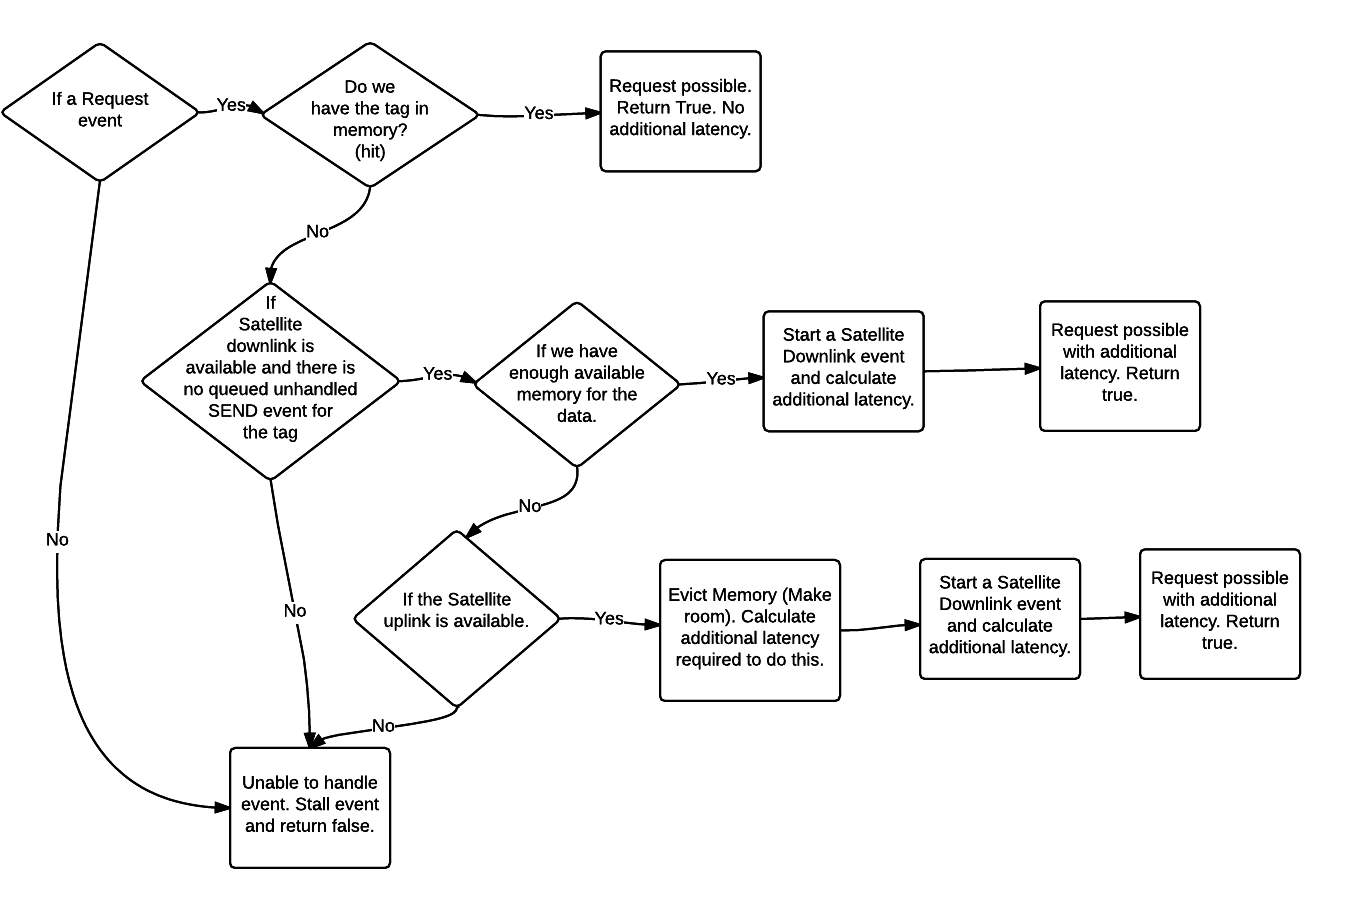 If a Request
event
Yes
Do we
have the tag in
memory?
(hit)
Yes
Request possible.
Return True. No
additional latency.
No
If
Satellite
downlink is
available and there is
no queued unhandled
SEND event for
the tag
Yes
If we have
enough available
memory for the
data.
Yes
Start a Satellite
Downlink event
and calculate
additional latency.
Request possible
with additional
latency. Return
true.
No
No
No
If the Satellite
uplink is available.
Yes
Evict Memory (Make
room). Calculate
additional latency
required to do this.
Start a Satellite
Downlink event
and calculate
additional latency.
Request possible
with additional
latency. Return
true.
No
Unable to handle
event. Stall event
and return false.